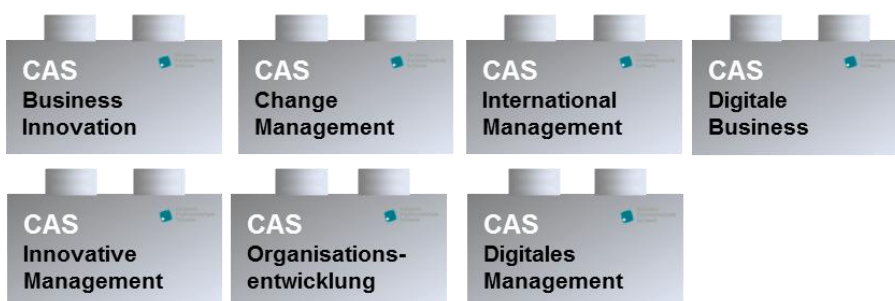 CAS
Business
Innovation
CAS
Change
Management
CAS
International
Management
CAS
Digitale
Business
CAS
Innovative
Management
CAS
Organisations-
entwicklung
CAS
Digitales
Management